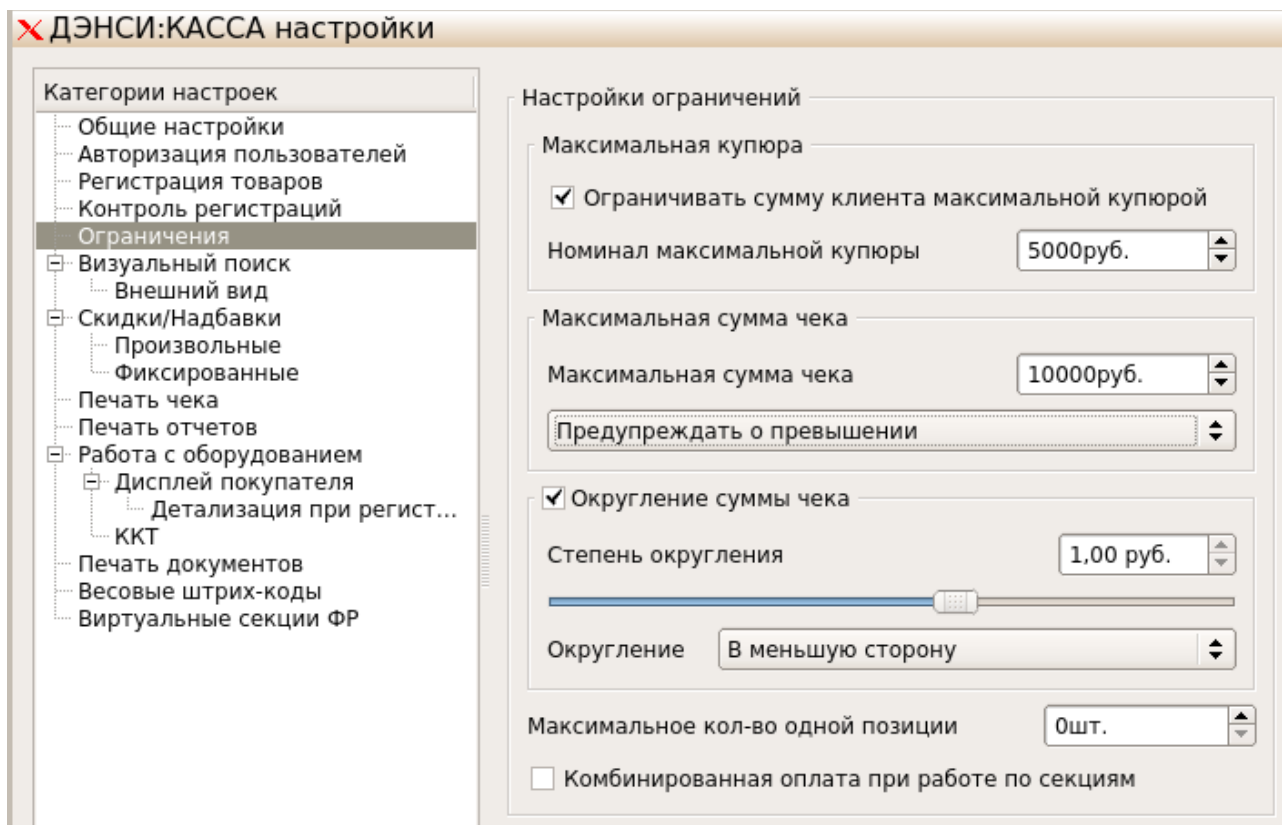 ДЭНСИ:КАССА настройки
Категории настроек
Общие настройки
Авторизация пользователей
Регистрация товаров
Контроль регистраций
Ограничения
Визуальный поиск
Внешний вид
Скидки/Надбавки
Произвольные
Фиксированные
Печать чека
Печать отчетов
Работа с оборудованием
Дисплей покупателя
Детализация при регист...
ККТ
Печать документов
Весовые штрих-коды
Виртуальные секции ФР
Настройки ограничений
Максимальная купюра
Ограничивать сумму клиента максимальной купюрой
Номинал максимальной купюры 5000руб.
Максимальная сумма чека
Максимальная сумма чека 10000руб.
Предупреждать о превышении
Округление суммы чека
Степень округления 1,00 руб.
Округление В меньшую сторону
Максимальное кол-во одной позиции 0шт.
Комбинированная оплата при работе по секциям